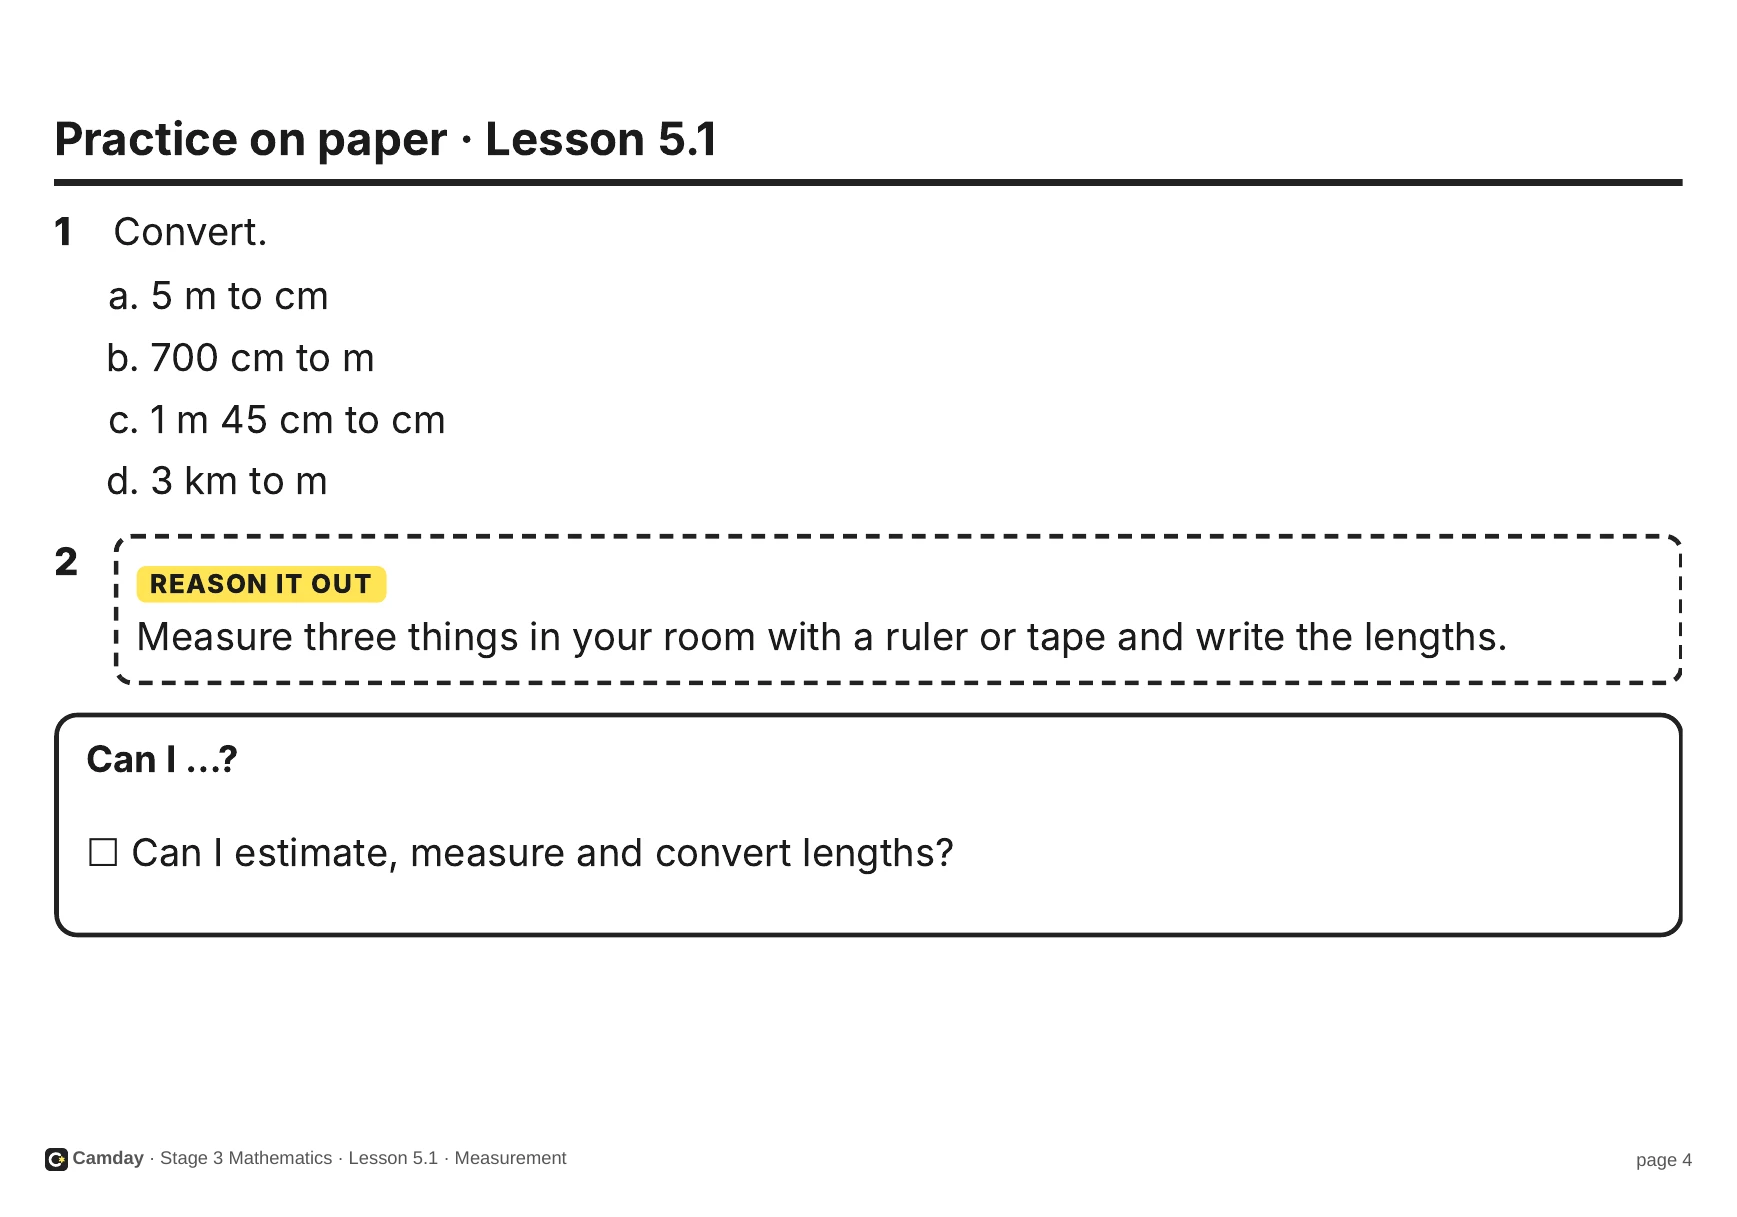 Practice on paper · Lesson 5.1
1 Convert.
a. 5 m to cm
b. 700 cm to m
c. 1 m 45 cm to cm
d. 3 km to m
2
REASON IT OUT
Measure three things in your room with a ruler or tape and write the lengths.
Can I …?
☐ Can I estimate, measure and convert lengths?
Camday · Stage 3 Mathematics · Lesson 5.1 · Measurement
page 4